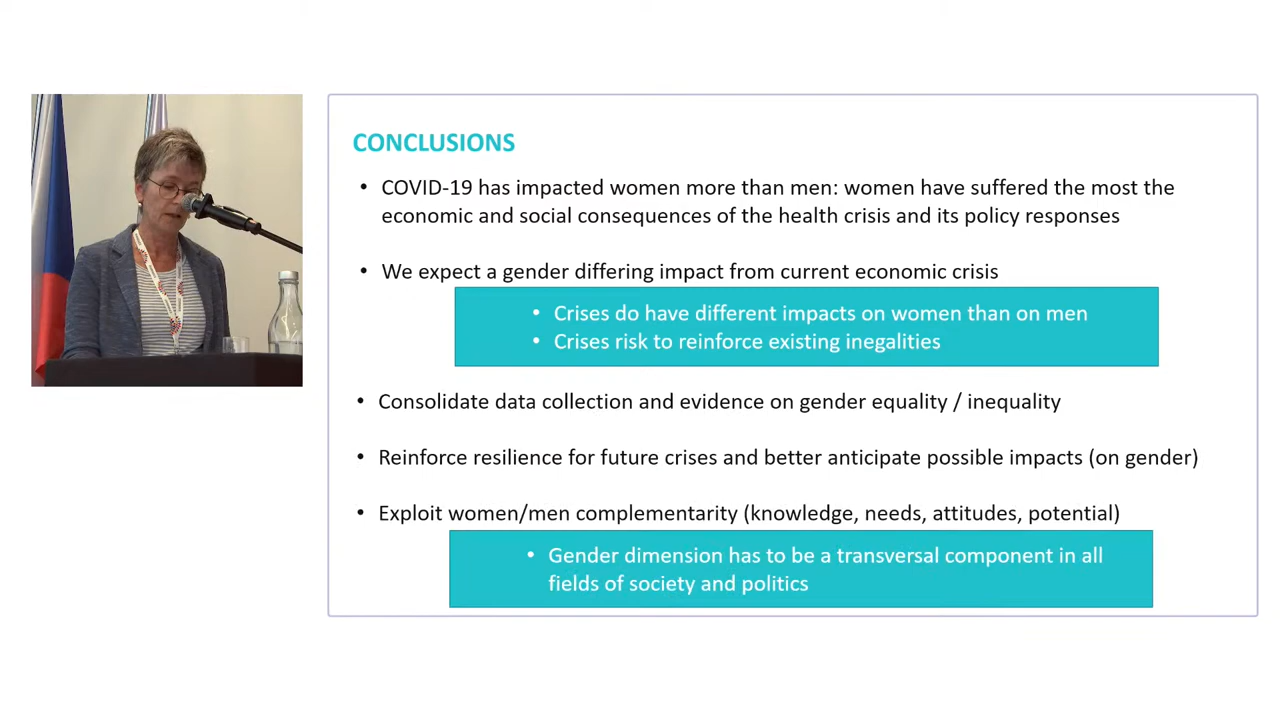 CONCLUSIONS
• COVID-19 has impacted women more than men: women have suffered the most the
economic and social consequences of the health crisis and its policy responses
• We expect a gender differing impact from current economic crisis
• Crises do have different impacts on women than on men
• Crises risk to reinforce existing inegalities
• Consolidate data collection and evidence on gender equality / inequality
• Reinforce resilience for future crises and better anticipate possible impacts (on gender)
• Exploit women/men complementarity (knowledge, needs, attitudes, potential)
• Gender dimension has to be a transversal component in all
fields of society and politics